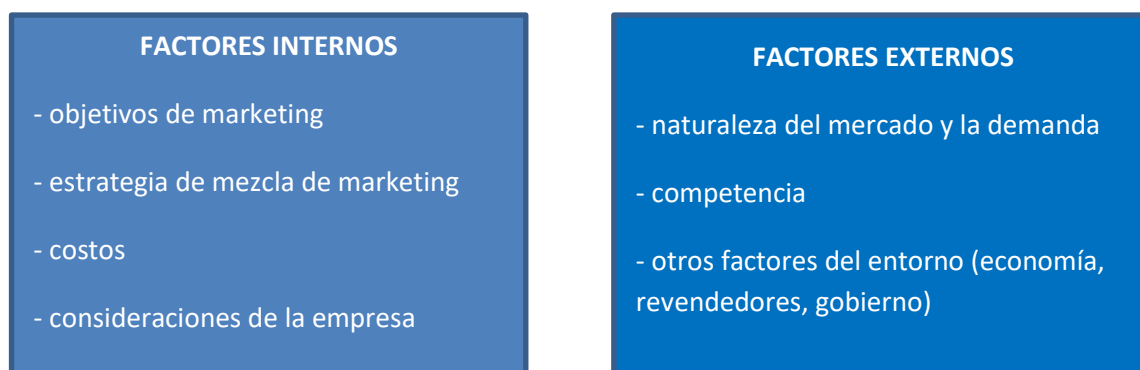 FACTORES INTERNOS
- objetivos de marketing
- estrategia de mezcla de marketing
- costos
- consideraciones de la empresa
FACTORES EXTERNOS
- naturaleza del mercado y la demanda
- competencia
- otros factores del entorno (economía,
revendedores, gobierno)